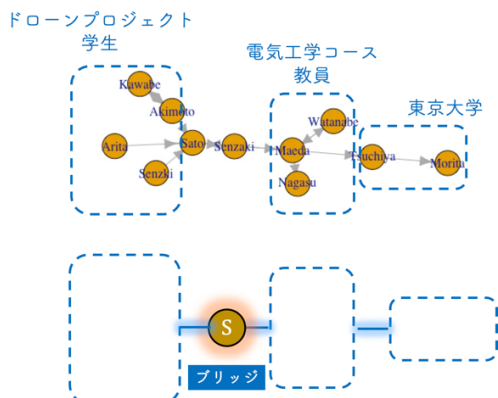 ドローンプロジェクト
学生
電気工学コース
教員
東京大学
Kawabe
Akimoto
Watanabe
Arita
Sato
Senzaki
Maeda
Tsuchiya
Morita
Senzki
Nagasu
S
ブリッジ